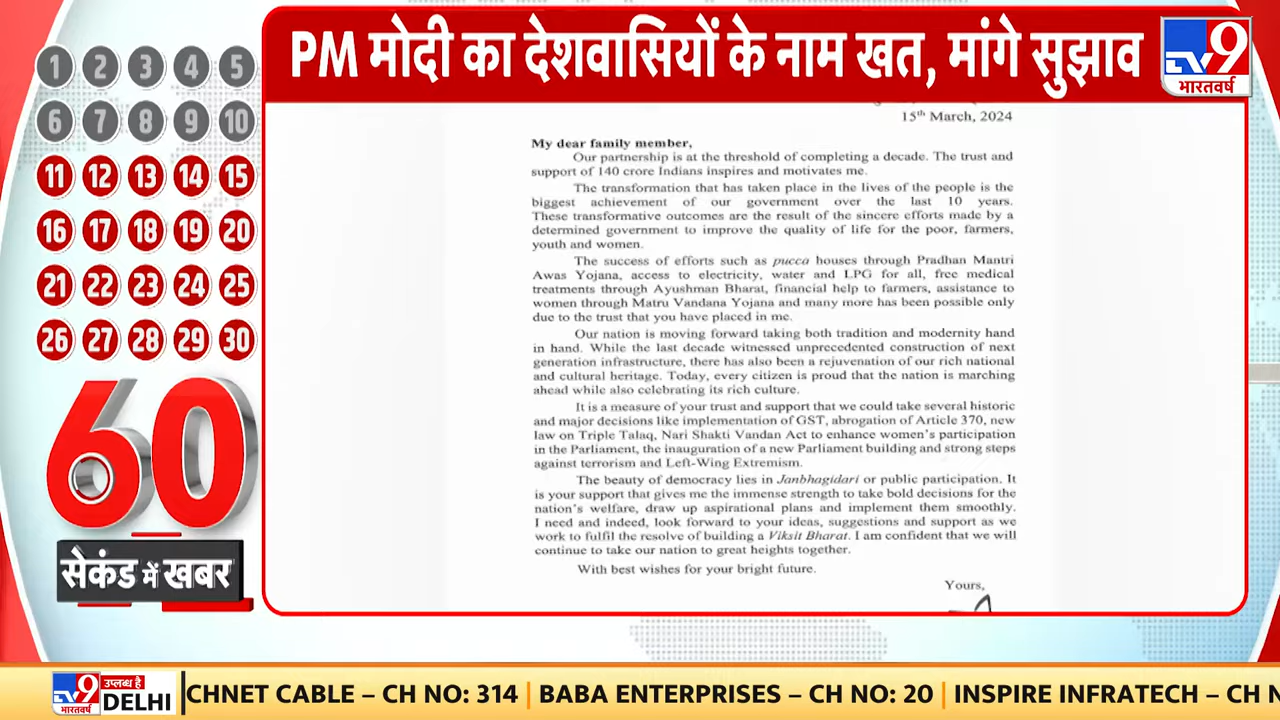 PM मोदी का देशवासियों के नाम खत, मांगे सुझाव
TV9
भारतवर्ष
1 2 3 4 5
6 7 8 9 10
11 12 13 14 15
16 17 18 19 20
21 22 23 24 25
26 27 28 29 30
60
सेकंड में खबर
15th March, 2024
My dear family member,
Our partnership is at the threshold of completing a decade. The trust and
support of 140 crore Indians inspires and motivates me.
The transformation that has taken place in the lives of the people is the
biggest achievement of our government over the last 10 years.
These transformative outcomes are the result of the sincere efforts made by a
determined government to improve the quality of life for the poor, farmers,
youth and women.
The success of efforts such as pucca houses through Pradhan Mantri
Awas Yojana, access to electricity, water and LPG for all, free medical
treatments through Ayushman Bharat, financial help to farmers, assistance to
women through Matru Vandana Yojana and many more has been possible only
due to the trust that you have placed in me.
Our nation is moving forward taking both tradition and modernity hand
in hand. While the last decade witnessed unprecedented construction of next
generation infrastructure, there has also been a rejuvenation of our rich national
and cultural heritage. Today, every citizen is proud that the nation is marching
ahead while also celebrating its rich culture.
It is a measure of your trust and support that we could take several historic
and major decisions like implementation of GST, abrogation of Article 370, new
law on Triple Talaq, Nari Shakti Vandan Act to enhance women's participation
in the Parliament, the inauguration of a new Parliament building and strong steps
against terrorism and Left-Wing Extremism.
The beauty of democracy lies in Janbhagidari or public participation. It
is your support that gives me the immense strength to take bold decisions for the
nation's welfare, draw up aspirational plans and implement them smoothly.
I need and indeed, look forward to your ideas, suggestions and support as we
work to fulfil the resolve of building a Viksit Bharat. I am confident that we will
continue to take our nation to great heights together.
With best wishes for your bright future.
Yours,
TV9
भारतवर्ष
उप्लब्ध है
DELHI
CHNET CABLE – CH NO: 314 | BABA ENTERPRISES – CH NO: 20 | INSPIRE INFRATECH – CH N